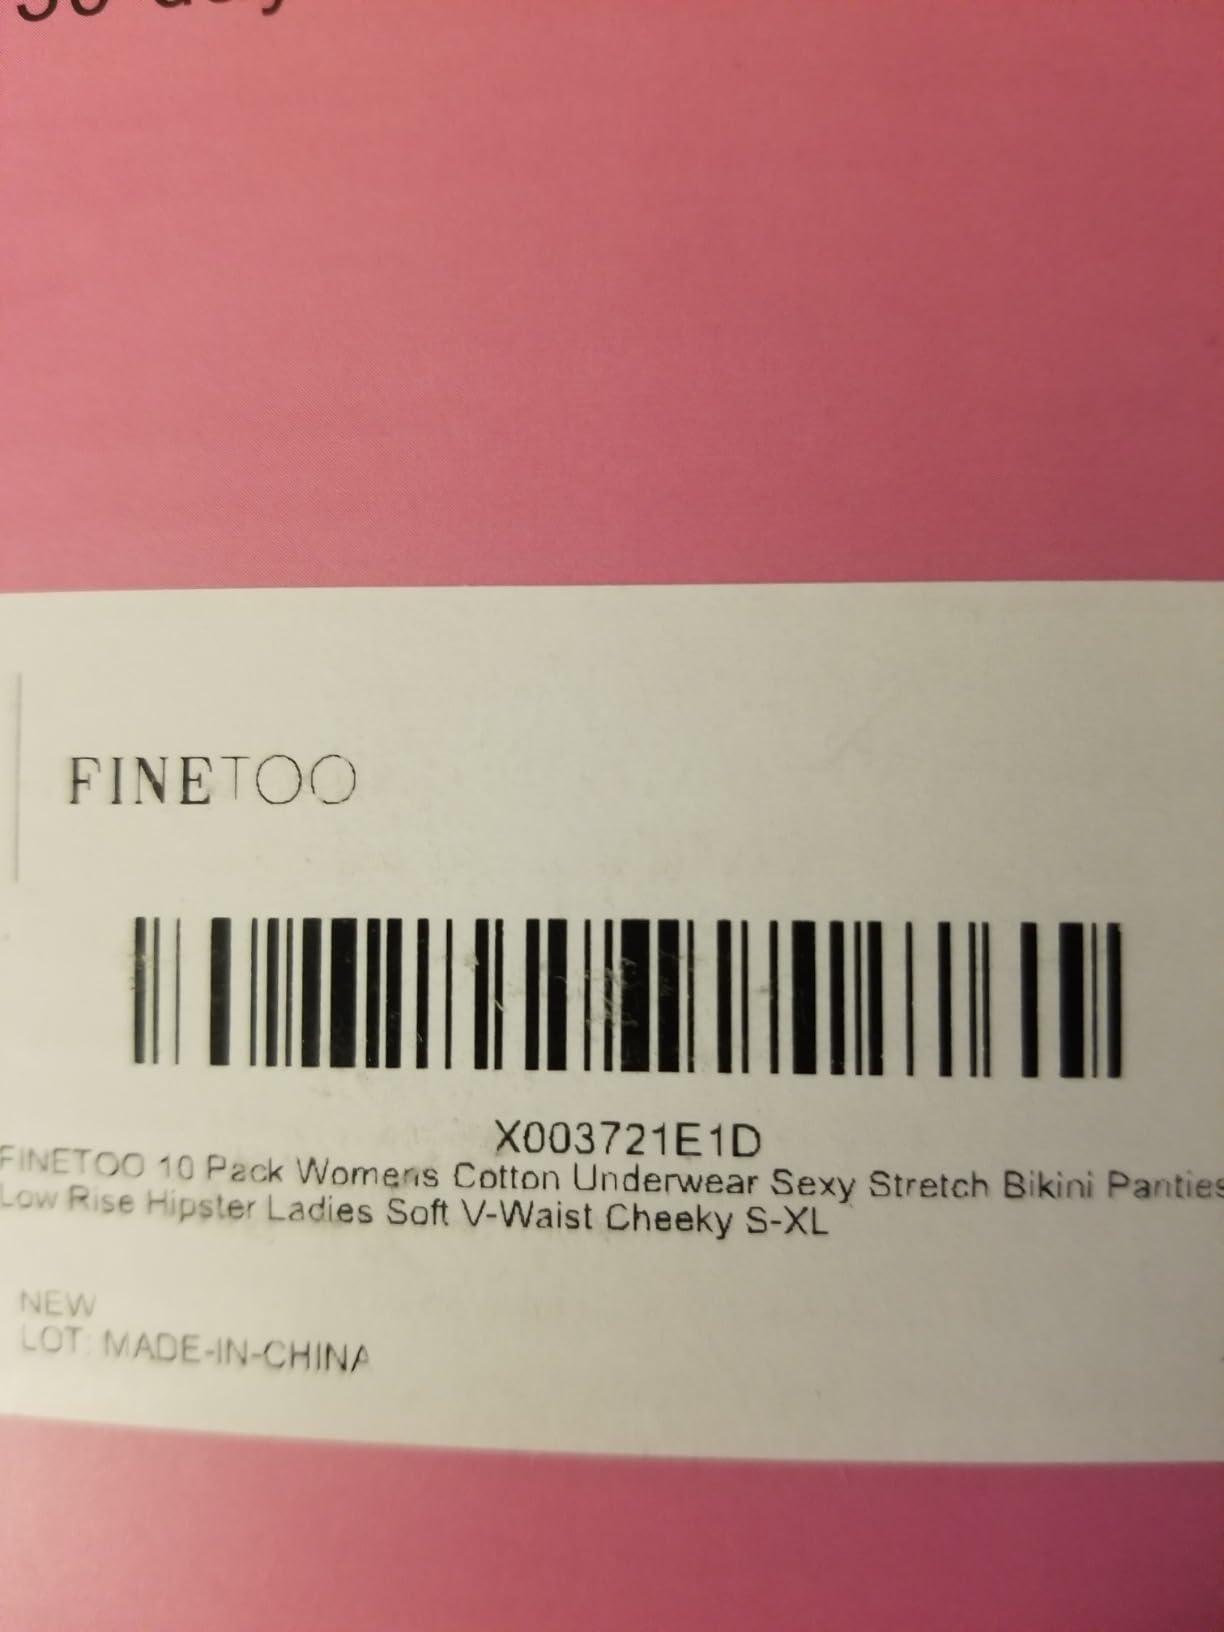 FINETOO
X003721E1D
FINETOO 10 Pack Womens Cotton Underwear Sexy Stretch Bikini Panties
Low Rise Hipster Ladies Soft V-Waist Cheeky S-XL
NEW
LOT: MADE-IN-CHINA